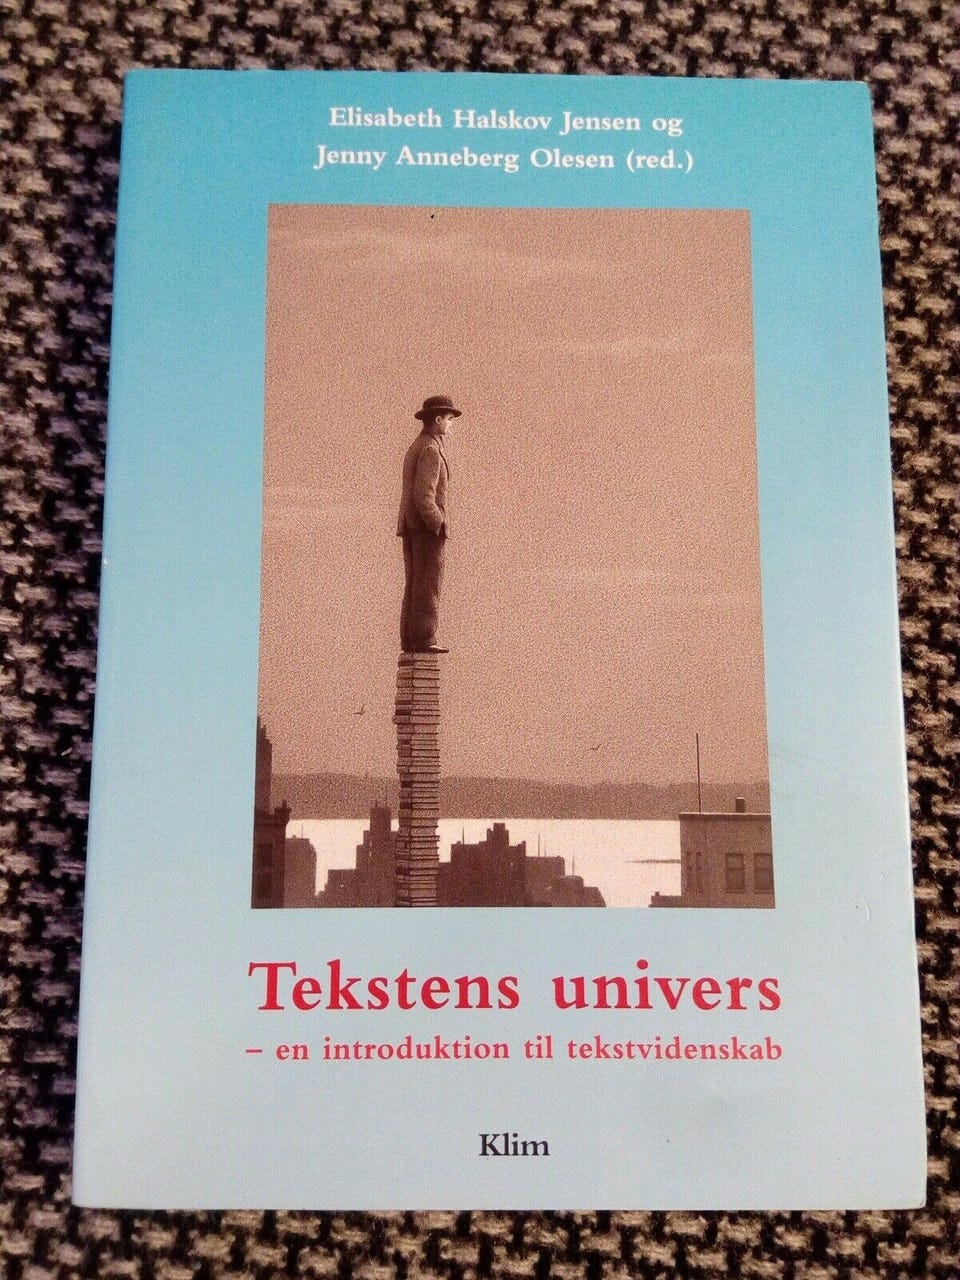 Elisabeth Halskov Jensen og
Jenny Anneberg Olesen (red.)
Tekstens univers
– en introduktion til tekstvidenskab
Klim